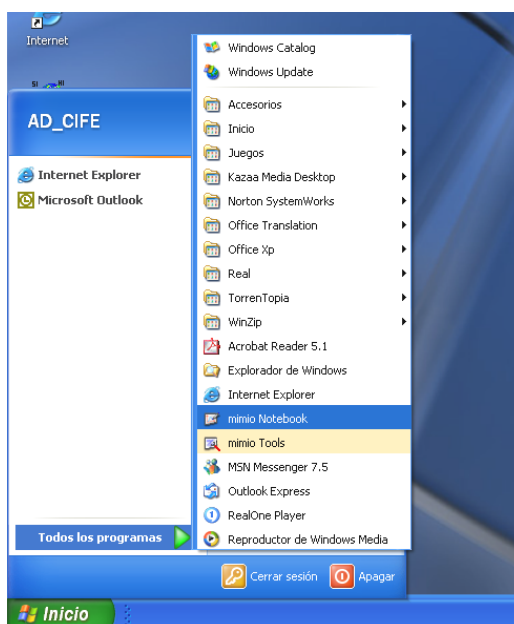 Internet
AD_CIFE
Internet Explorer
Microsoft Outlook
Todos los programas
Windows Catalog
Windows Update
Accesorios
Inicio
Juegos
Kazaa Media Desktop
Norton SystemWorks
Office Translation
Office Xp
Real
TorrenTopia
WinZip
Acrobat Reader 5.1
Explorador de Windows
Internet Explorer
mimio Notebook
mimio Tools
MSN Messenger 7.5
Outlook Express
RealOne Player
Reproductor de Windows Media
Cerrar sesión
Apagar
Inicio